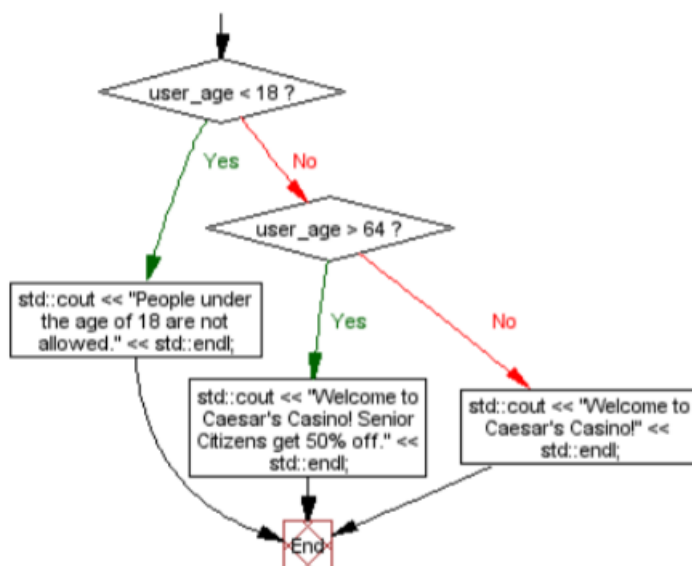 user_age < 18 ?
Yes
No
user_age > 64 ?
std::cout << "People under
the age of 18 are not
allowed." << std::endl;
Yes
No
std::cout << "Welcome to
Caesar's Casino! Senior
Citizens get 50% off." <<
std::endl;
std::cout << "Welcome to
Caesar's Casino!" <<
std::endl;
End